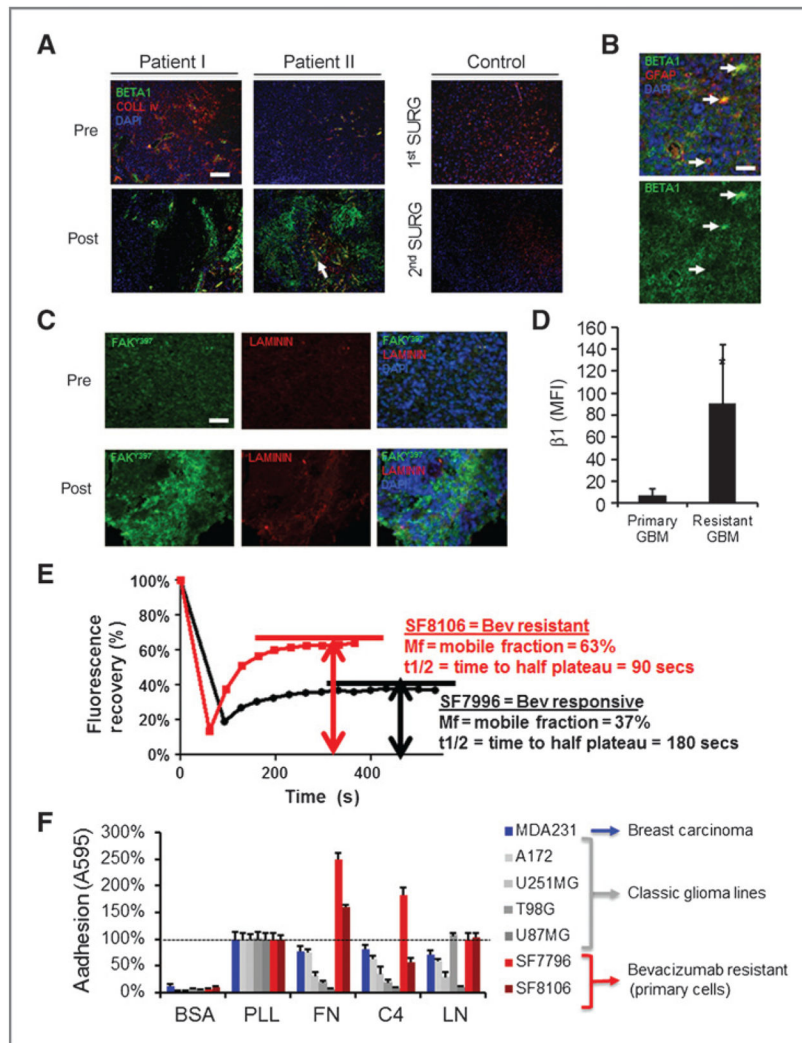 A
Patient I
Patient II
Control
BETA1
COLL IV
DAPI
Pre
Post
1st SURG
2nd SURG
B
BETA1
GFAP
DAPI
BETA1
C
FAKY397
LAMININ
FAKY397
LAMININ
DAPI
Pre
FAKY397
LAMININ
FAKY397
LAMININ
DAPI
Post
D
160
140
120
100
80
60
40
20
0
β1 (MFI)
Primary
GBM
Resistant
GBM
E
100%
80%
60%
40%
20%
0%
Fluorescence
recovery (%)
0
200
400
Time (s)
SF8106 = Bev resistant
Mf = mobile fraction = 63%
t1/2 = time to half plateau = 90 secs
SF7996 = Bev responsive
Mf = mobile fraction = 37%
t1/2 = time to half plateau = 180 secs
F
Aadhesion (A595)
300%
250%
200%
150%
100%
50%
0%
BSA
PLL
FN
C4
LN
MDA231
A172
U251MG
T98G
U87MG
SF7796
SF8106
Breast carcinoma
Classic glioma lines
Bevacizumab resistant
(primary cells)